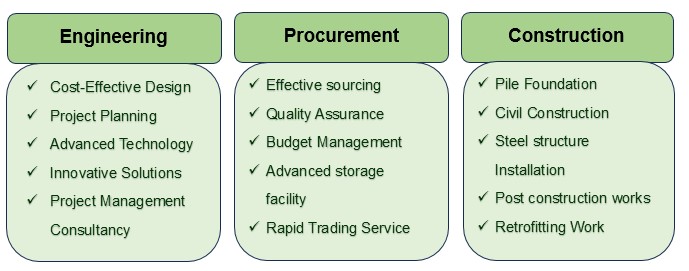 Engineering
✓ Cost-Effective Design
✓ Project Planning
✓ Advanced Technology
✓ Innovative Solutions
✓ Project Management
Consultancy
Procurement
✓ Effective sourcing
✓ Quality Assurance
✓ Budget Management
✓ Advanced storage
facility
✓ Rapid Trading Service
Construction
✓ Pile Foundation
✓ Civil Construction
✓ Steel structure
Installation
✓ Post construction works
✓ Retrofitting Work